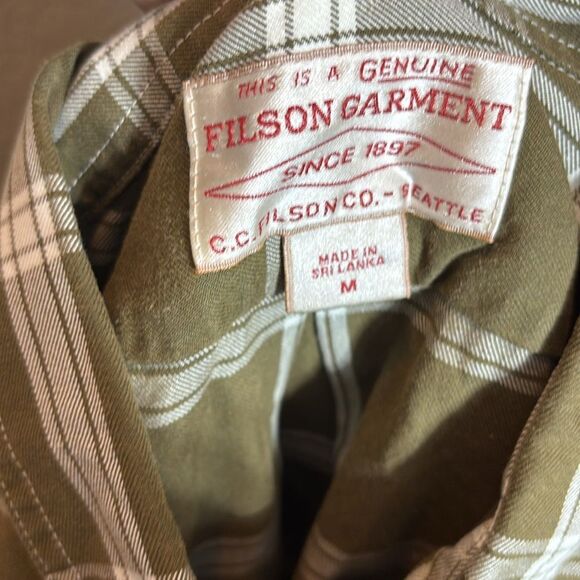 THIS IS A GENUINE
FILSON GARMENT
SINCE 1897
C.C. FILSON CO. - SEATTLE
MADE IN
SRI LANKA
M